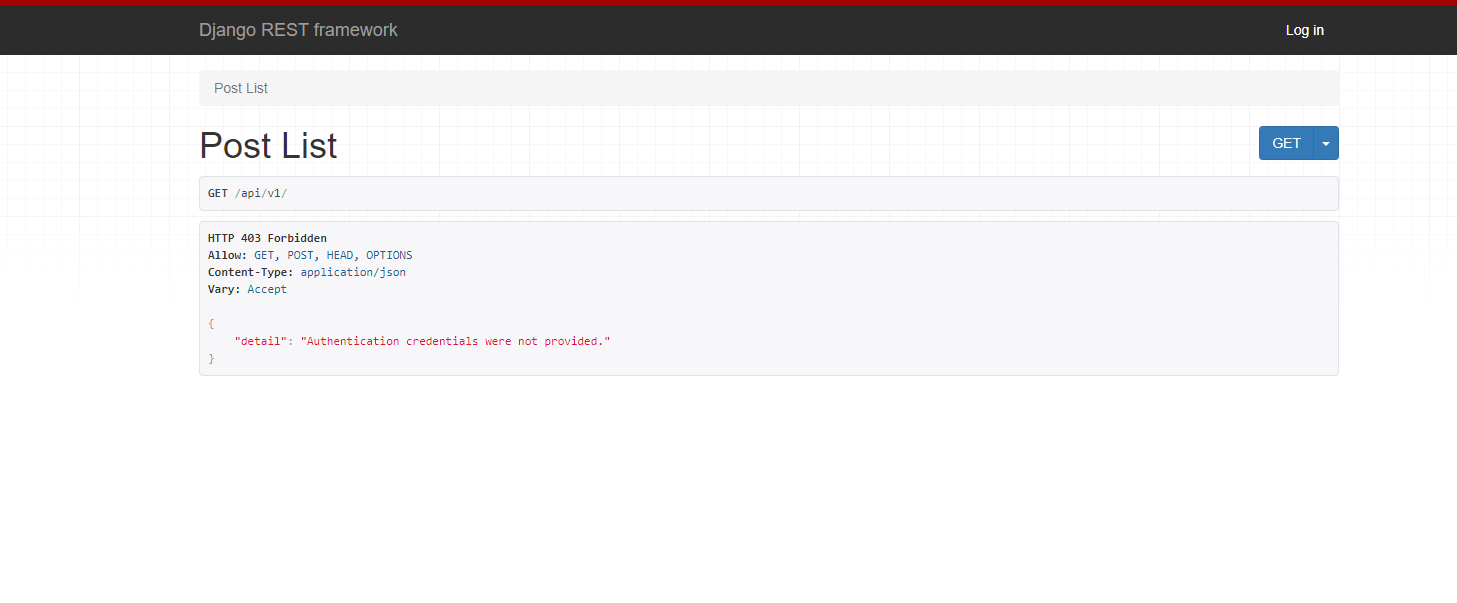 Django REST framework
Log in
Post List
Post List
GET
GET /api/v1/
HTTP 403 Forbidden
Allow: GET, POST, HEAD, OPTIONS
Content-Type: application/json
Vary: Accept
{
    "detail": "Authentication credentials were not provided."
}